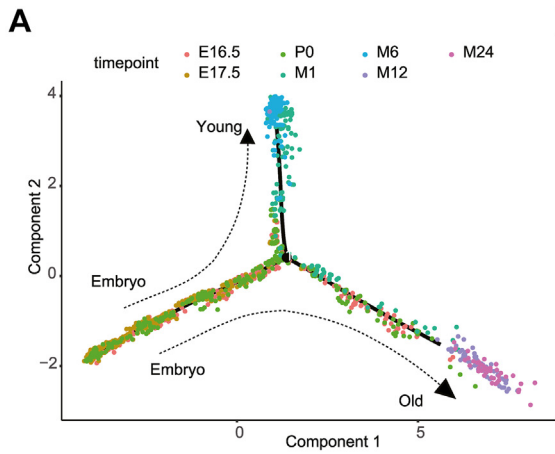 A
timepoint
E16.5 P0 M6 M24
E17.5 M1 M12
4
2
0
−2
Component 2
Young
Embryo
Embryo
Old
0 5
Component 1